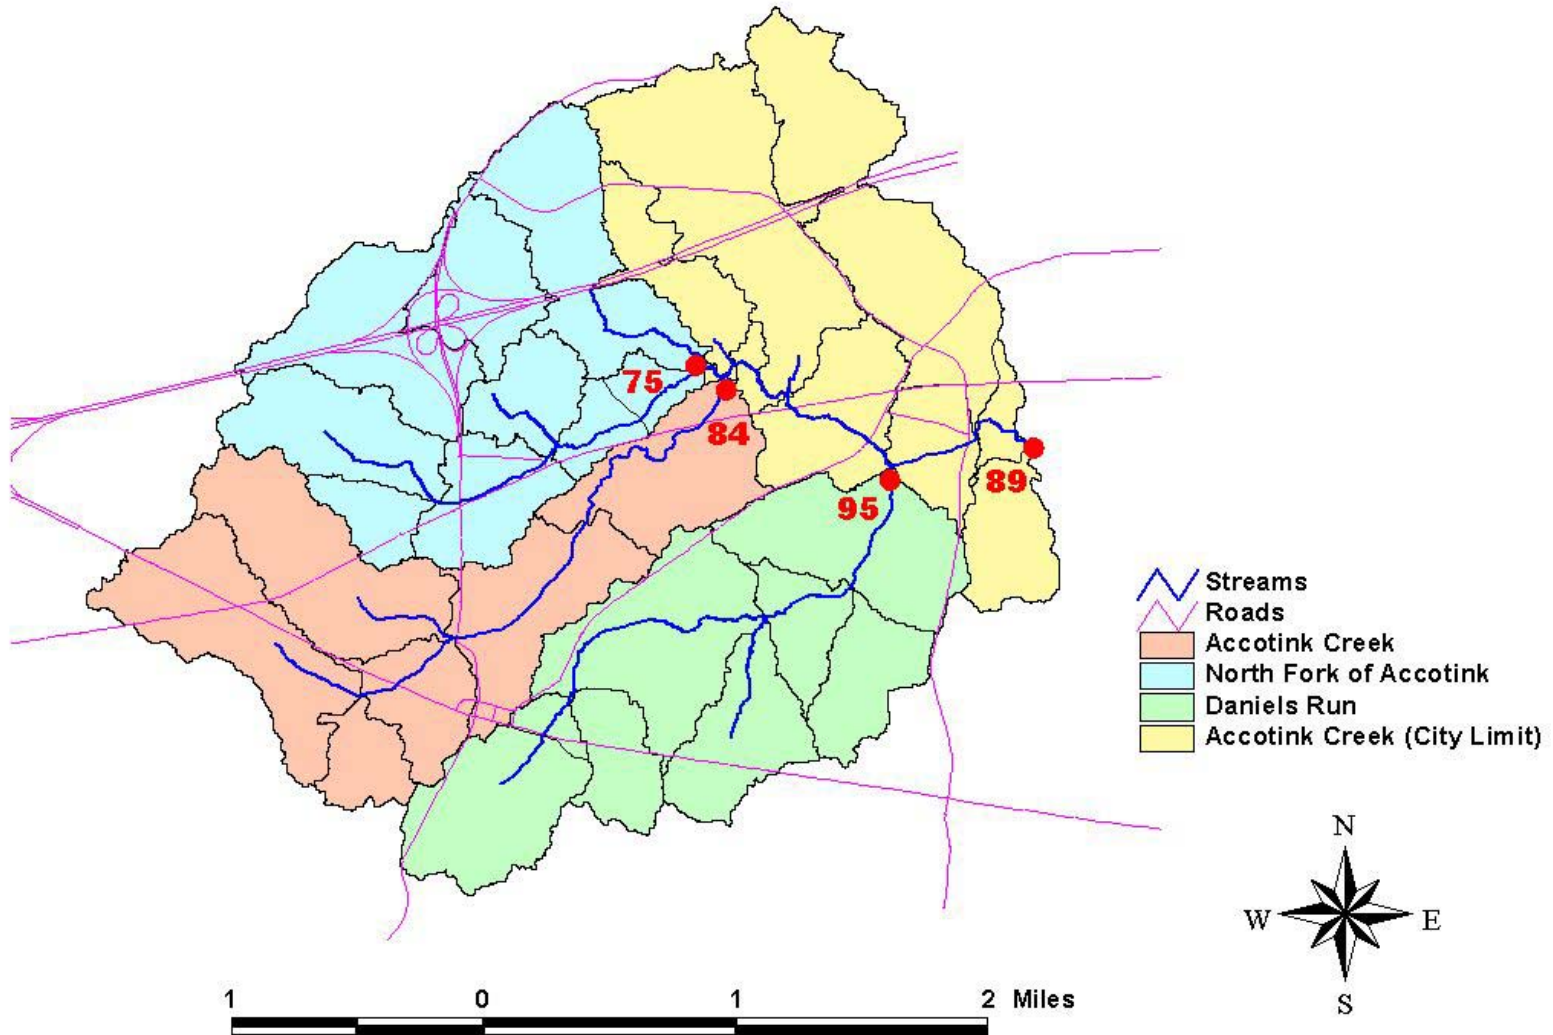 75
84
95
89
Streams
Roads
Accotink Creek
North Fork of Accotink
Daniels Run
Accotink Creek (City Limit)
N
W E
S
1 0 1 2 Miles